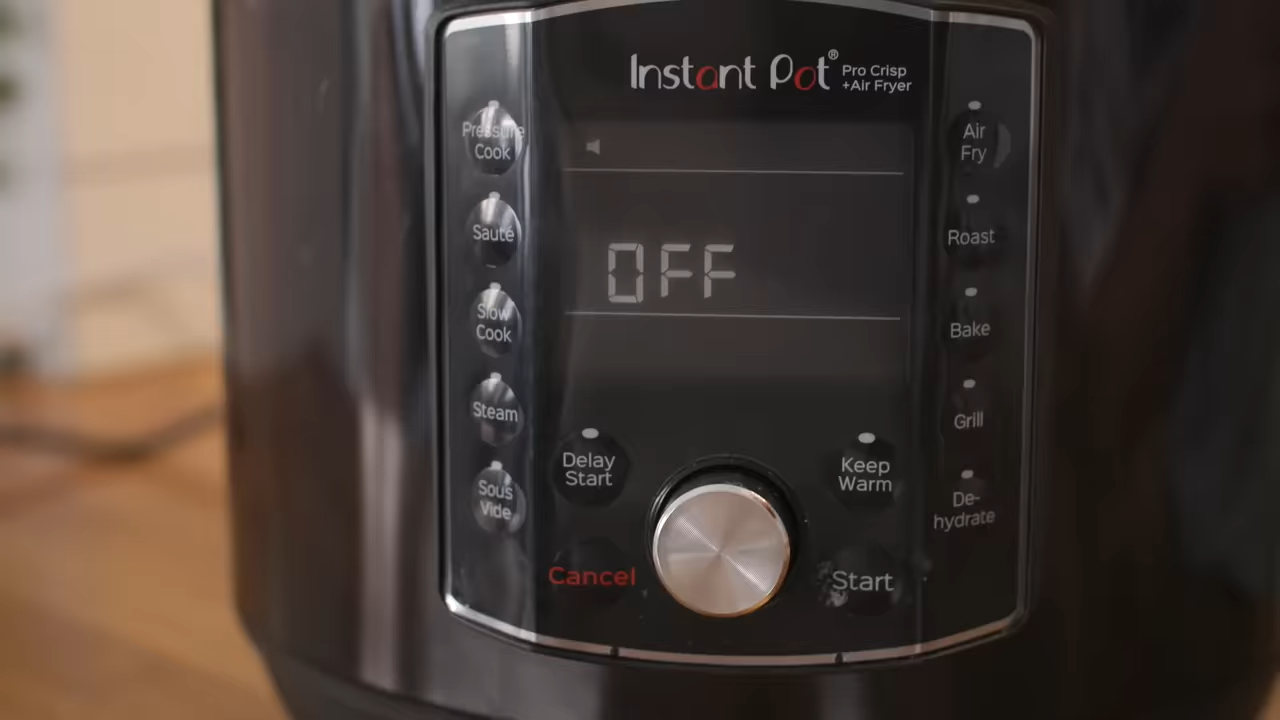 Instant Pot®
Pro Crisp
+Air Fryer
Pressure
Cook
Sauté
Slow
Cook
Steam
Sous
Vide
OFF
Delay
Start
Cancel
Keep
Warm
Start
Air
Fry
Roast
Bake
Grill
De-
hydrate